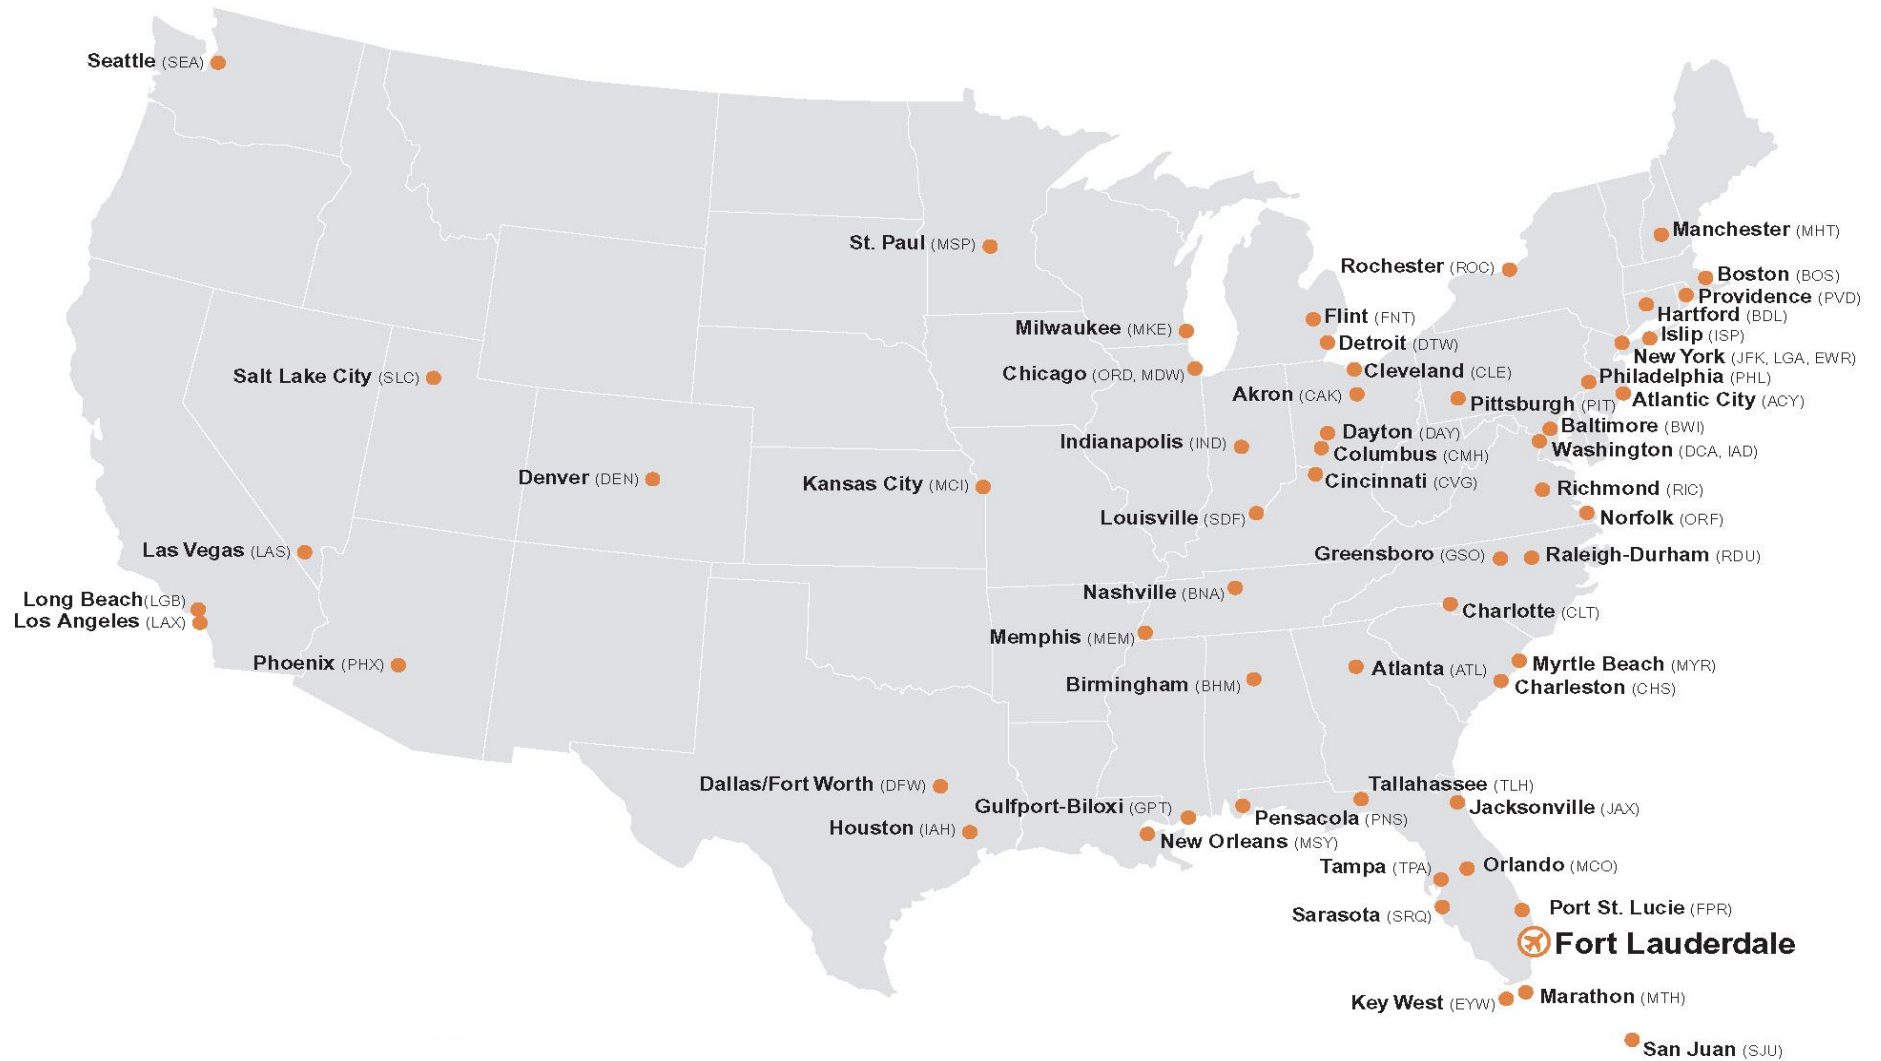 Seattle (SEA)
Manchester (MHT)
St. Paul (MSP)
Rochester (ROC)
Boston (BOS)
Providence (PVD)
Hartford (BDL)
Flint (FNT)
Milwaukee (MKE)
Islip (ISP)
Detroit (DTW)
New York (JFK, LGA, EWR)
Chicago (ORD, MDW)
Cleveland (CLE)
Salt Lake City (SLC)
Philadelphia (PHL)
Akron (CAK)
Pittsburgh (PIT)
Atlantic City (ACY)
Baltimore (BWI)
Dayton (DAY)
Indianapolis (IND)
Columbus (CMH)
Washington (DCA, IAD)
Denver (DEN)
Kansas City (MCI)
Cincinnati (CVG)
Richmond (RIC)
Louisville (SDF)
Norfolk (ORF)
Las Vegas (LAS)
Greensboro (GSO)
Raleigh-Durham (RDU)
Long Beach(LGB)
Nashville (BNA)
Los Angeles (LAX)
Charlotte (CLT)
Memphis (MEM)
Phoenix (PHX)
Atlanta (ATL)
Myrtle Beach (MYR)
Birmingham (BHM)
Charleston (CHS)
Dallas/Fort Worth (DFW)
Tallahassee (TLH)
Gulfport-Biloxi (GPT)
Jacksonville (JAX)
Pensacola (PNS)
Houston (IAH)
New Orleans (MSY)
Tampa (TPA)
Orlando (MCO)
Sarasota (SRQ)
Port St. Lucie (FPR)
Fort Lauderdale
Key West (EYW)
Marathon (MTH)
San Juan (SJU)